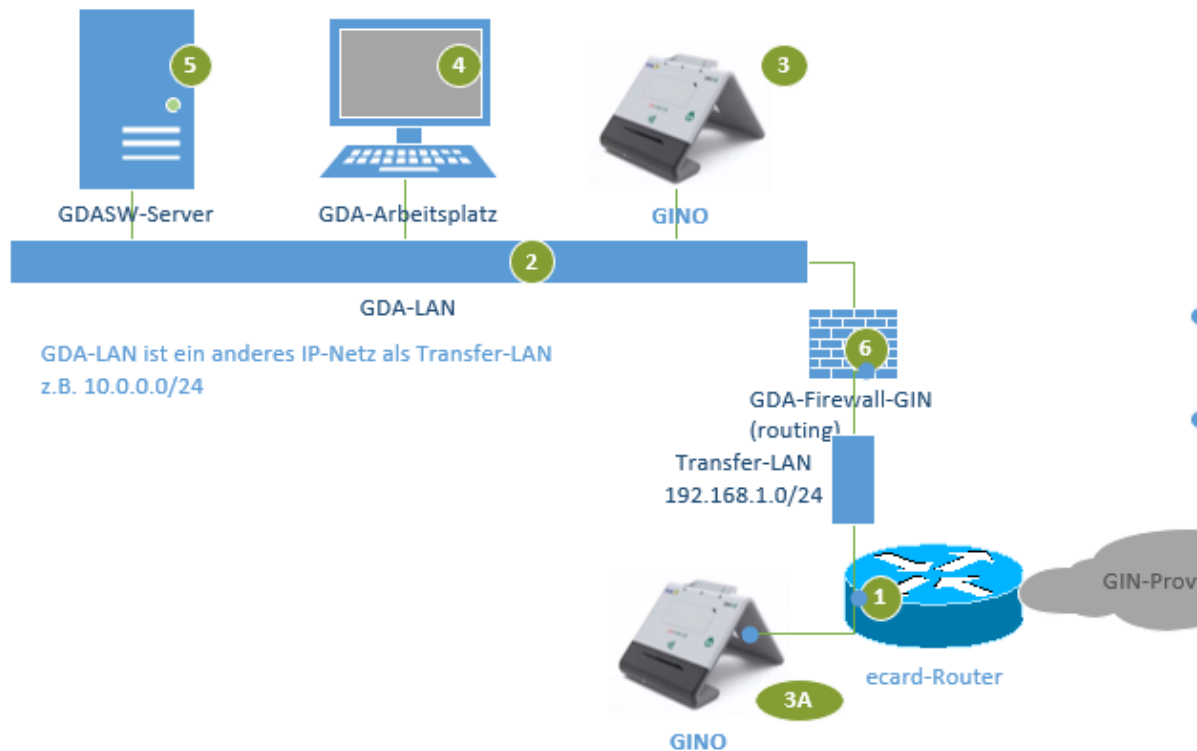 5
4
3
GDASW-Server
GDA-Arbeitsplatz
GINO
2
GDA-LAN
GDA-LAN ist ein anderes IP-Netz als Transfer-LAN
z.B. 10.0.0.0/24
6
GDA-Firewall-GIN
(routing)
Transfer-LAN
192.168.1.0/24
GIN-Prov
1
ecard-Router
3A
GINO